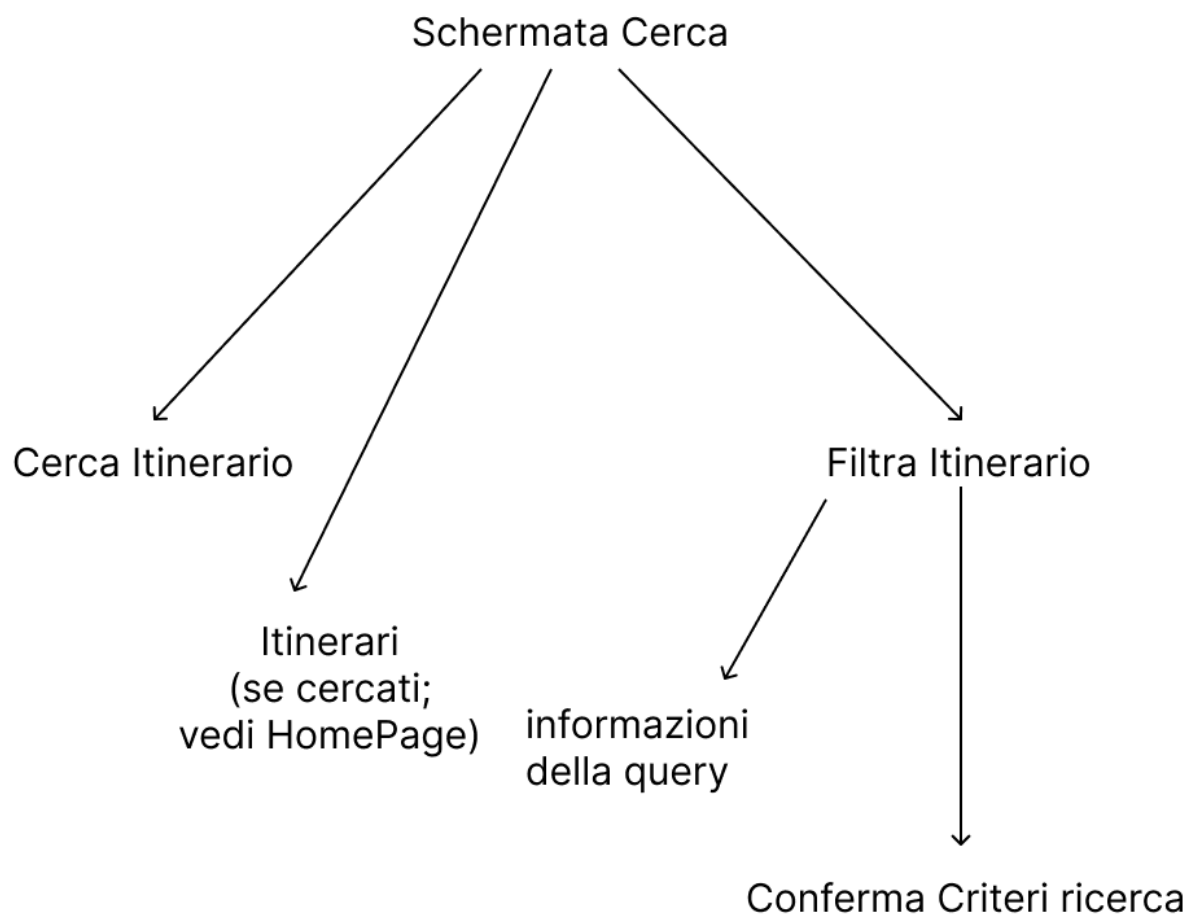 Schermata Cerca
Cerca Itinerario
Filtra Itinerario
Itinerari
(se cercati;
vedi HomePage)
informazioni
della query
Conferma Criteri ricerca